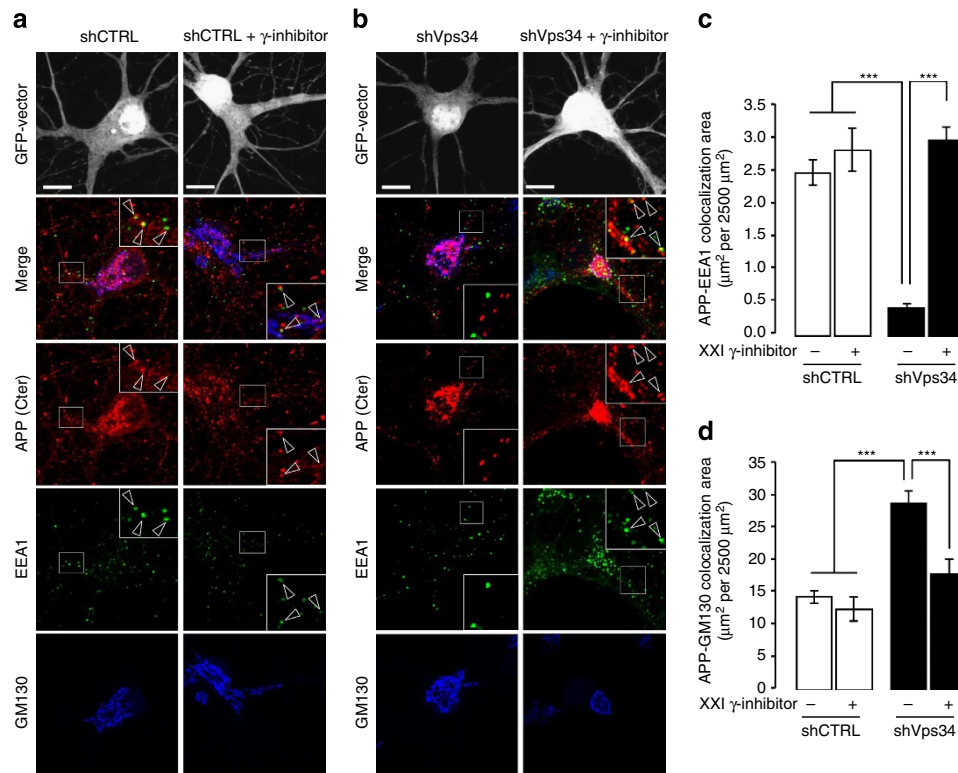 a
shCTRL
shCTRL + γ-inhibitor
GFP-vector
Merge
APP (Cter)
EEA1
GM130
b
shVps34
shVps34 + γ-inhibitor
GFP-vector
Merge
APP (Cter)
EEA1
GM130
c
***
***
APP-EEA1 colocalization area
(μm² per 2500 μm²)
3.5
3.0
2.5
2.0
1.5
1.0
0.5
0.0
XXI γ-inhibitor – + – +
shCTRL shVps34
d
***
***
APP-GM130 colocalization area
(μm² per 2500 μm²)
35
30
25
20
15
10
5
0
XXI γ-inhibitor – + – +
shCTRL shVps34